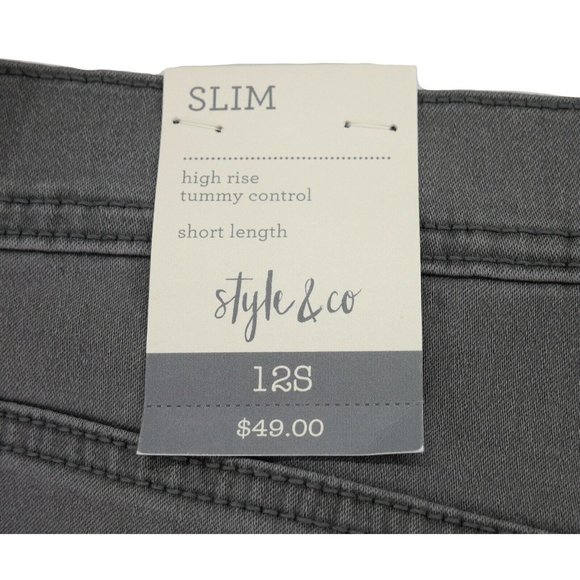 SLIM
high rise
tummy control
short length
style & co
12S
$49.00